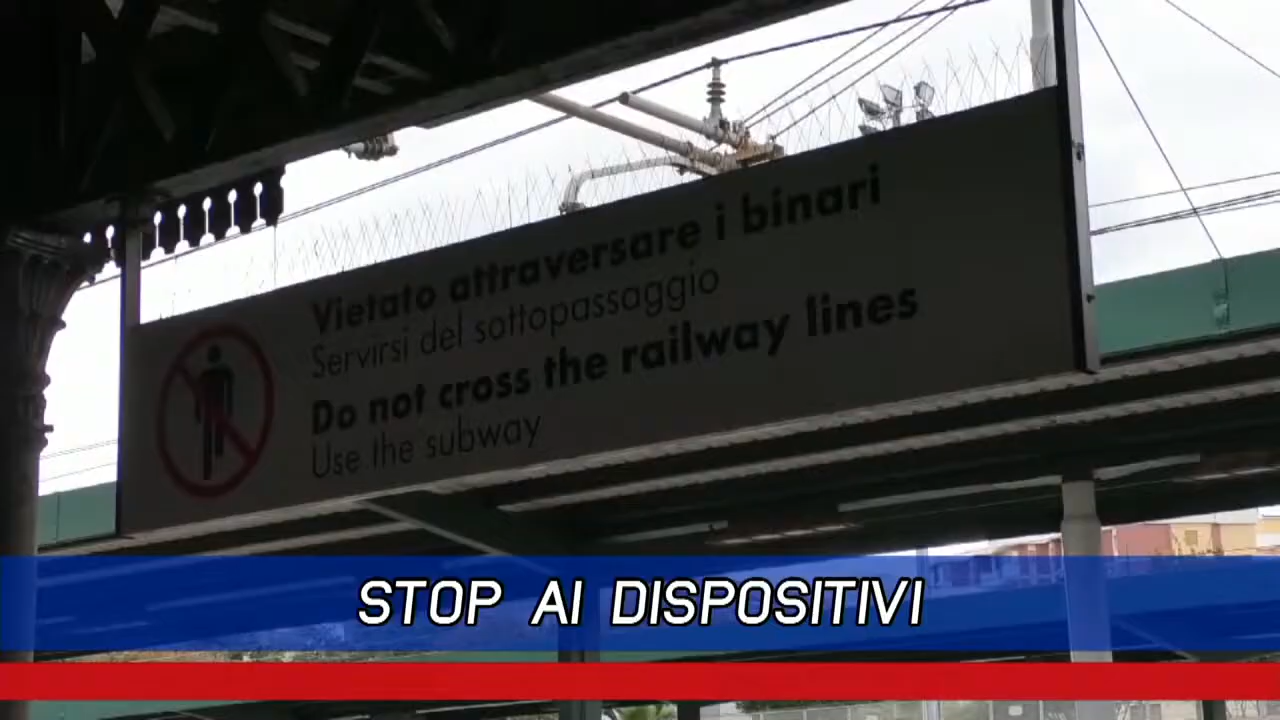 Vietato attraversare i binari
Servirsi del sottopassaggio
Do not cross the railway lines
Use the subway
STOP AI DISPOSITIVI